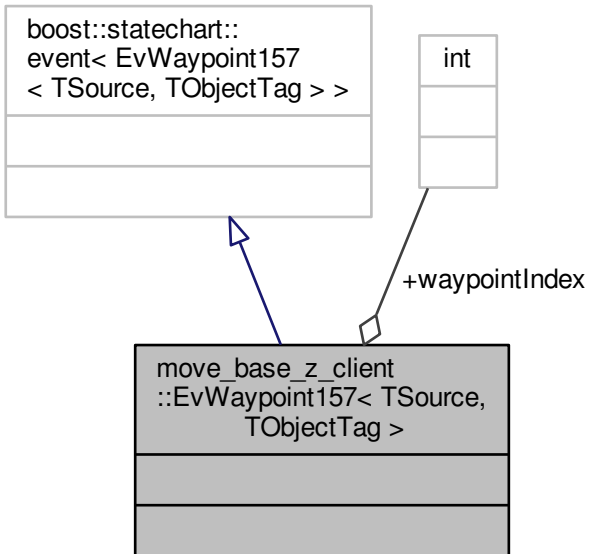 boost::statechart::
event< EvWaypoint157
< TSource, TObjectTag > >
int
+waypointIndex
move_base_z_client
::EvWaypoint157< TSource,
TObjectTag >